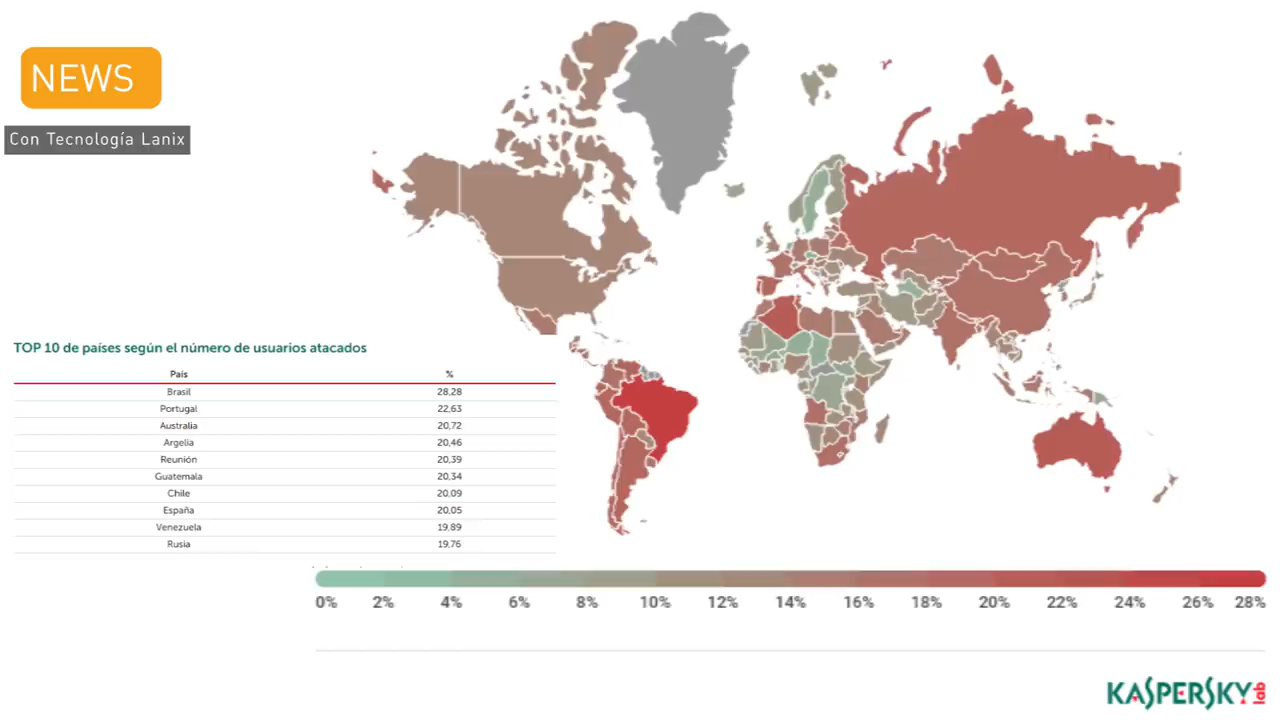 NEWS
Con Tecnología Lanix
TOP 10 de países según el número de usuarios atacados
País %
Brasil 28,28
Portugal 22,63
Australia 20,72
Argelia 20,46
Reunión 20,39
Guatemala 20,34
Chile 20,09
España 20,05
Venezuela 19,89
Rusia 19,76
0% 2% 4% 6% 8% 10% 12% 14% 16% 18% 20% 22% 24% 26% 28%
KASPERSKY lab